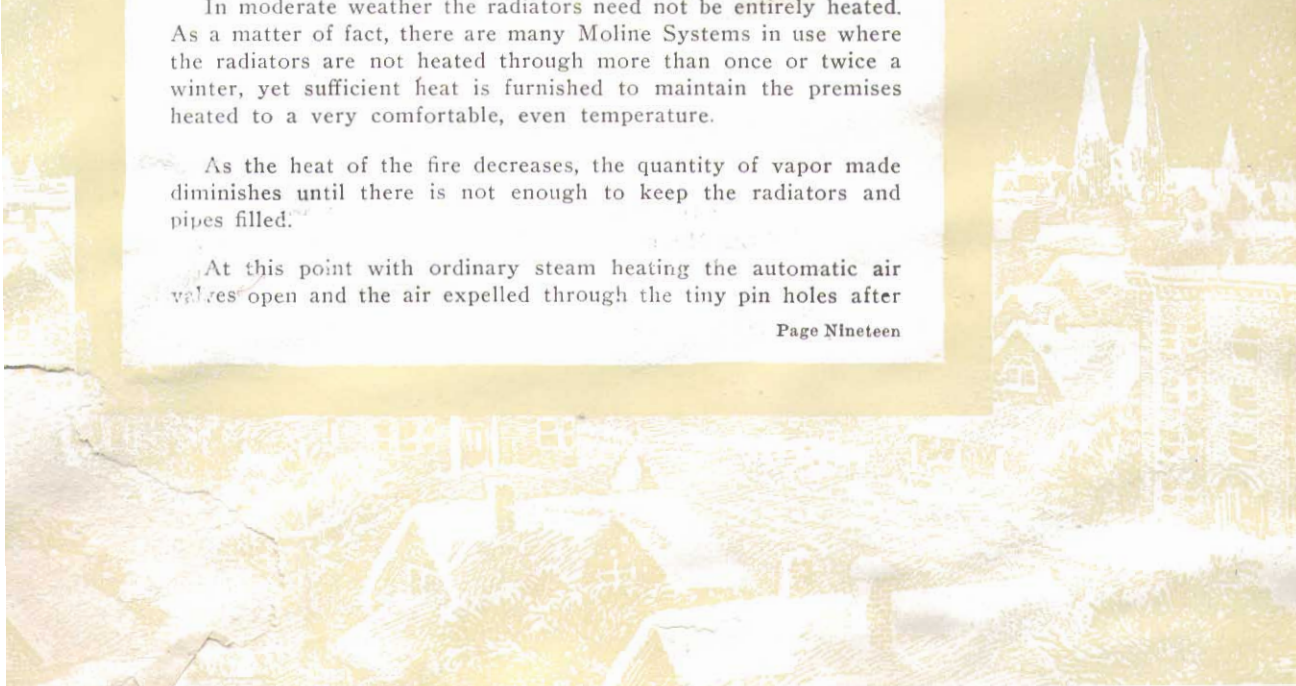 In moderate weather the radiators need not be entirely heated.
As a matter of fact, there are many Moline Systems in use where
the radiators are not heated through more than once or twice a
winter, yet sufficient heat is furnished to maintain the premises
heated to a very comfortable, even temperature.
As the heat of the fire decreases, the quantity of vapor made
diminishes until there is not enough to keep the radiators and
pipes filled.
At this point with ordinary steam heating the automatic air
valves open and the air expelled through the tiny pin holes after
Page Nineteen